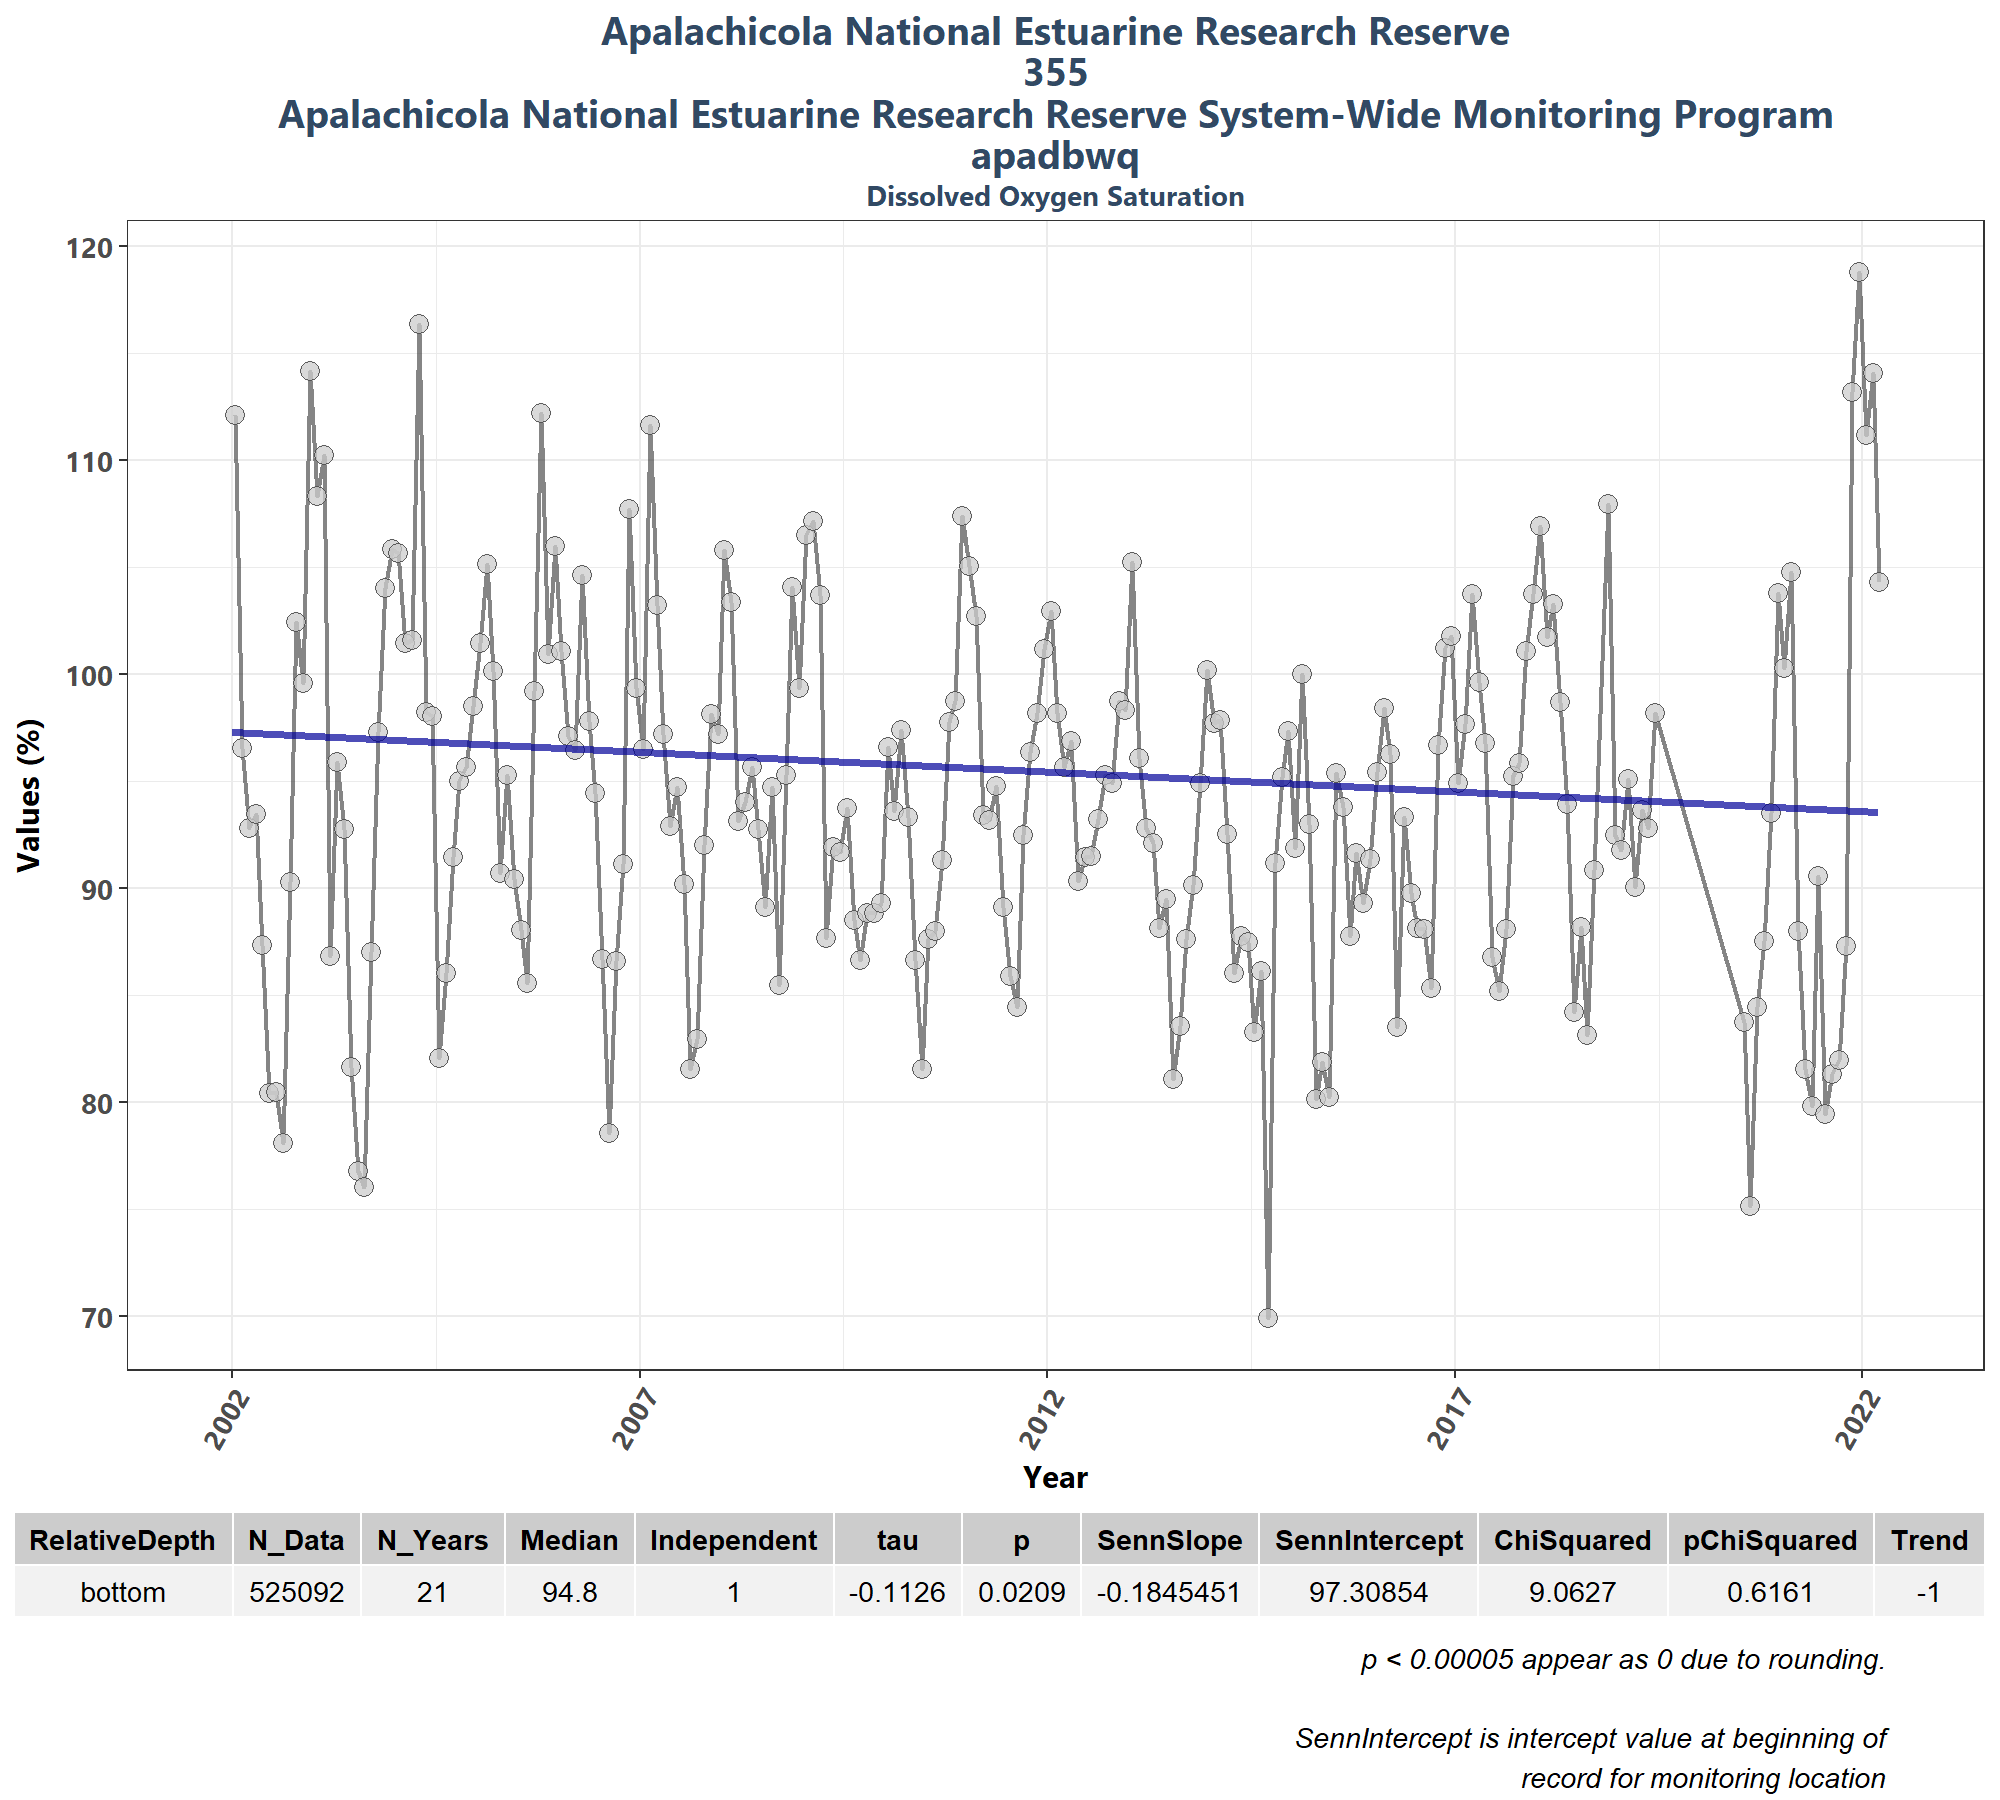 Apalachicola National Estuarine Research Reserve
355
Apalachicola National Estuarine Research Reserve System-Wide Monitoring Program
apadbwq
Dissolved Oxygen Saturation
120
110
100
90
80
70
Values (%)
2002 2007 2012 2017 2022
Year
RelativeDepth N_Data N_Years Median Independent tau p SennSlope SennIntercept ChiSquared pChiSquared Trend
bottom 525092 21 94.8 1 -0.1126 0.0209 -0.1845451 97.30854 9.0627 0.6161 -1
p < 0.00005 appear as 0 due to rounding.
SennIntercept is intercept value at beginning of
record for monitoring location